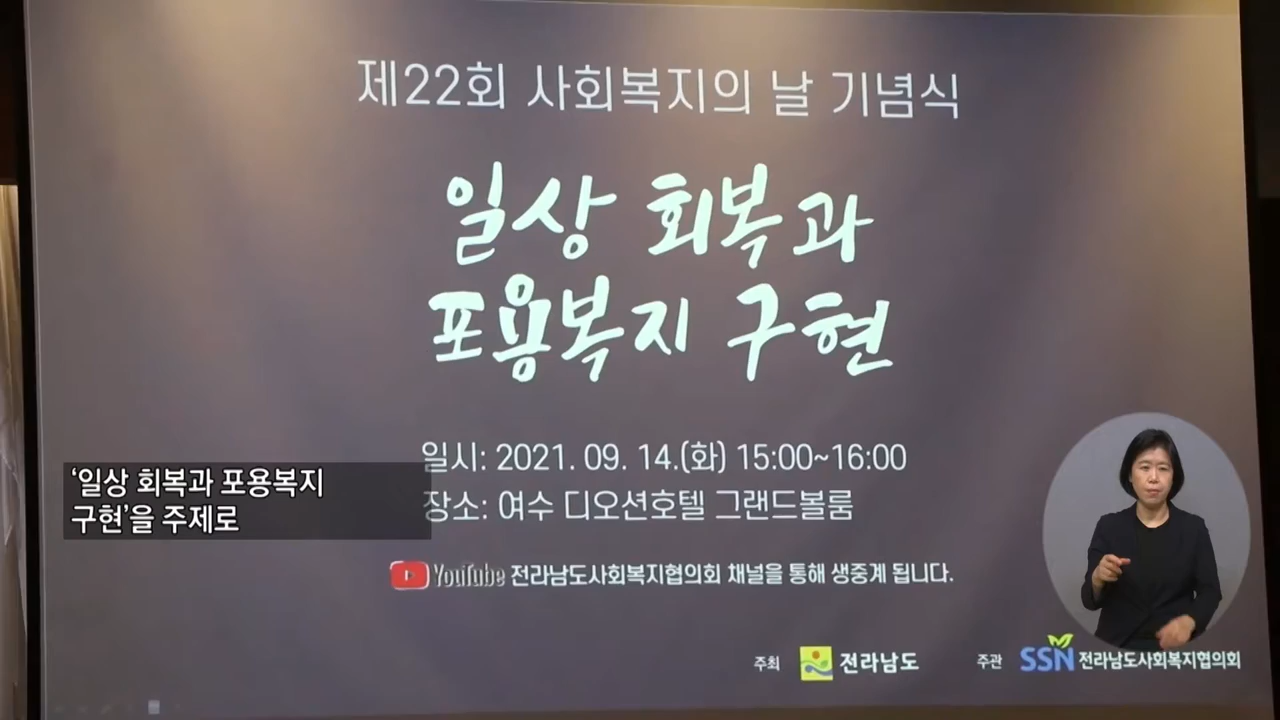 제22회 사회복지의 날 기념식
일상 회복과
포용복지 구현
일시: 2021. 09. 14.(화) 15:00~16:00
장소: 여수 디오션호텔 그랜드볼룸
YouTube 전라남도사회복지협의회 채널을 통해 생중계 됩니다.
주최 전라남도 주관 SSN 전라남도사회복지협의회
‘일상 회복과 포용복지
구현’을 주제로